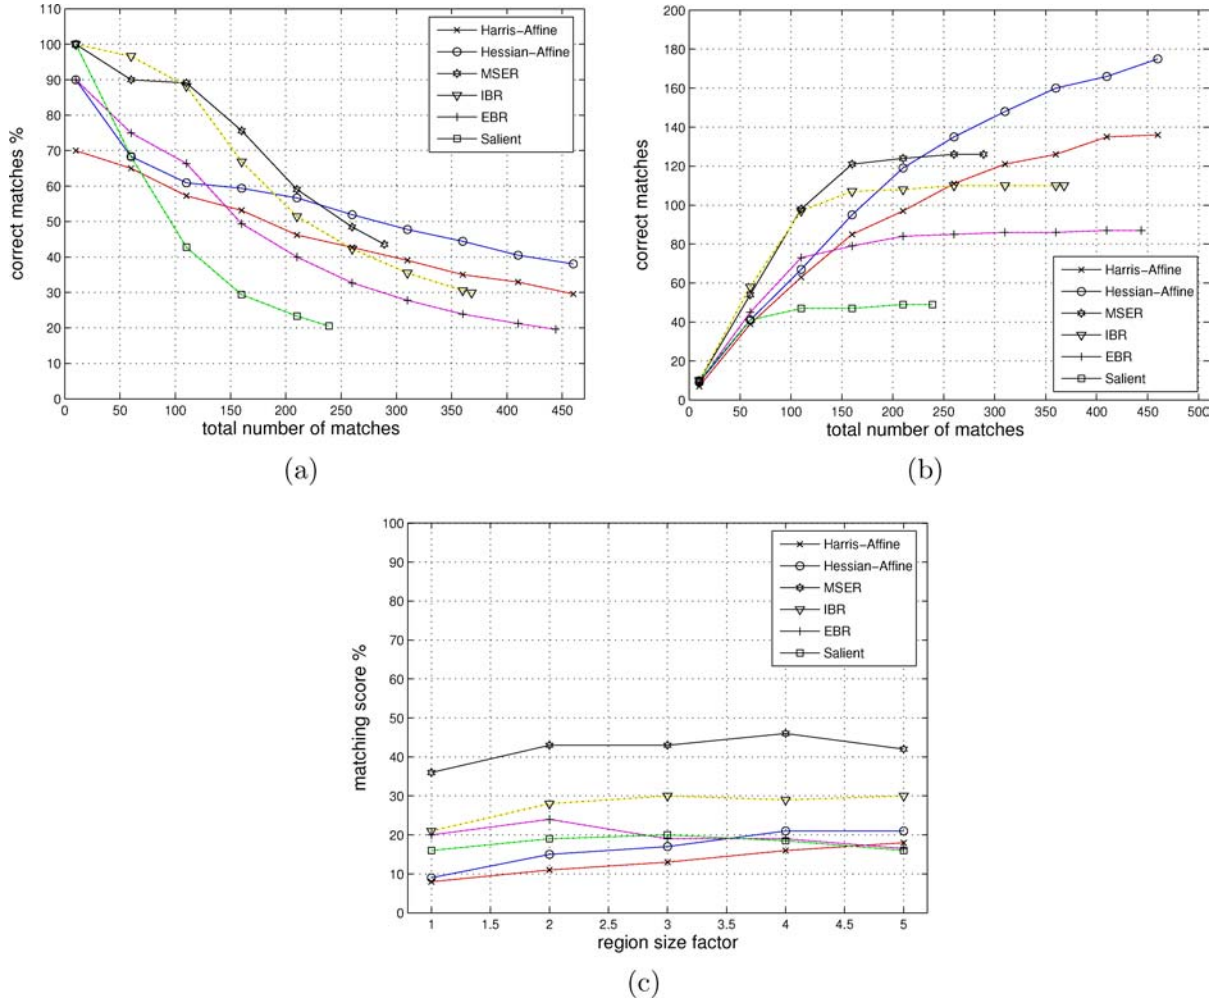 100
90
80
70
60
50
40
30
20
10
0
correct matches %
0 50 100 150 200 250 300 350 400 450
total number of matches
Harris-Affine
Hessian-Affine
MSER
IBR
EBR
Salient
(a)
200
180
160
140
120
100
80
60
40
20
0
correct matches
0 50 100 150 200 250 300 350 400 450 500
total number of matches
Harris-Affine
Hessian-Affine
MSER
IBR
EBR
Salient
(b)
100
90
80
70
60
50
40
30
20
10
0
matching score %
1 1.5 2 2.5 3 3.5 4 4.5 5
region size factor
Harris-Affine
Hessian-Affine
MSER
IBR
EBR
Salient
(c)